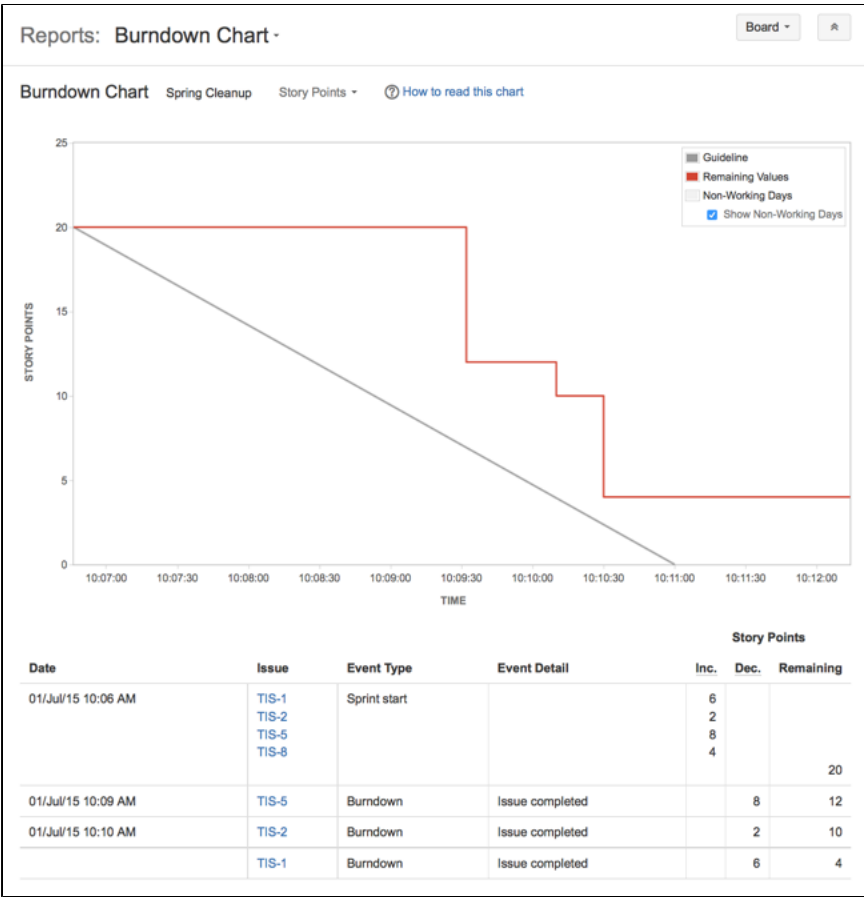 Reports: Burndown Chart
Board
Burndown Chart Spring Cleanup Story Points ? How to read this chart
25
20
15
10
5
0
STORY POINTS
Guideline
Remaining Values
Non-Working Days
Show Non-Working Days
10:07:00 10:07:30 10:08:00 10:08:30 10:09:00 10:09:30 10:10:00 10:10:30 10:11:00 10:11:30 10:12:00
TIME
Story Points
Date Issue Event Type Event Detail Inc. Dec. Remaining
01/Jul/15 10:06 AM TIS-1 Sprint start 6
TIS-2 2
TIS-5 8
TIS-8 4
20
01/Jul/15 10:09 AM TIS-5 Burndown Issue completed 8 12
01/Jul/15 10:10 AM TIS-2 Burndown Issue completed 2 10
TIS-1 Burndown Issue completed 6 4